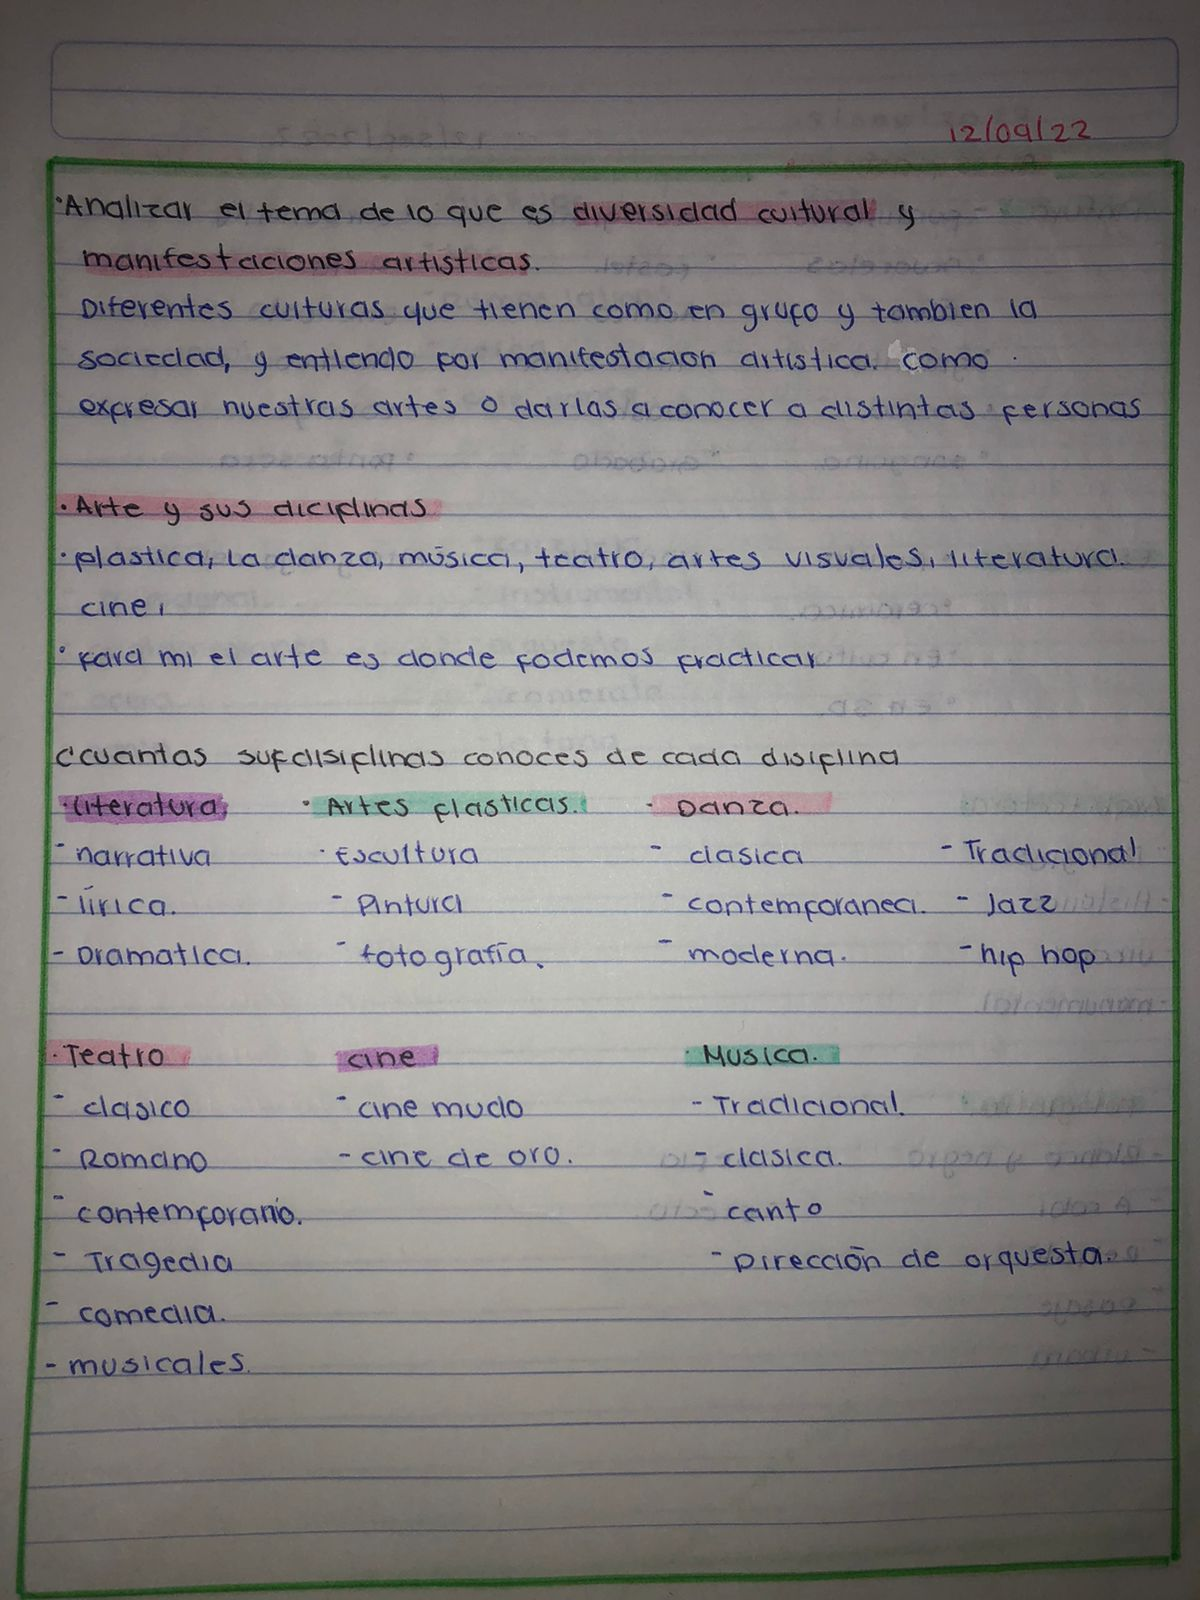 12/09/22
·Analizar el tema de lo que es diversidad cultural y
manifestaciones artisticas.
Diferentes culturas que tienen como en grupo y tambien la
sociedad, y entiendo por manifestacion artistica. como
expresar nuestras artes o darlas a conocer a distintas personas
·Arte y sus diciplinas
·plastica, la danza, música, teatro, artes visuales, literatura.
cine,
·para mi el arte es donde podemos practicar
¿cuantas supdisiplinas conoces de cada disiplina
·literatura, ·Artes plasticas. ·Danza.
-narrativa ·Escultura -clasica -Tradicional
-lírica. -Pintura -contemporanea. -Jazz
-Dramatica. -fotografía. -moderna. -hip hop
·Teatro cine ·Musica.
-clasico -cine mudo -Tradicional.
-Romano -cine de oro. -clasica.
-contemporanio. -canto
-Tragedia -Dirección de orquesta.
-comedia.
-musicales.